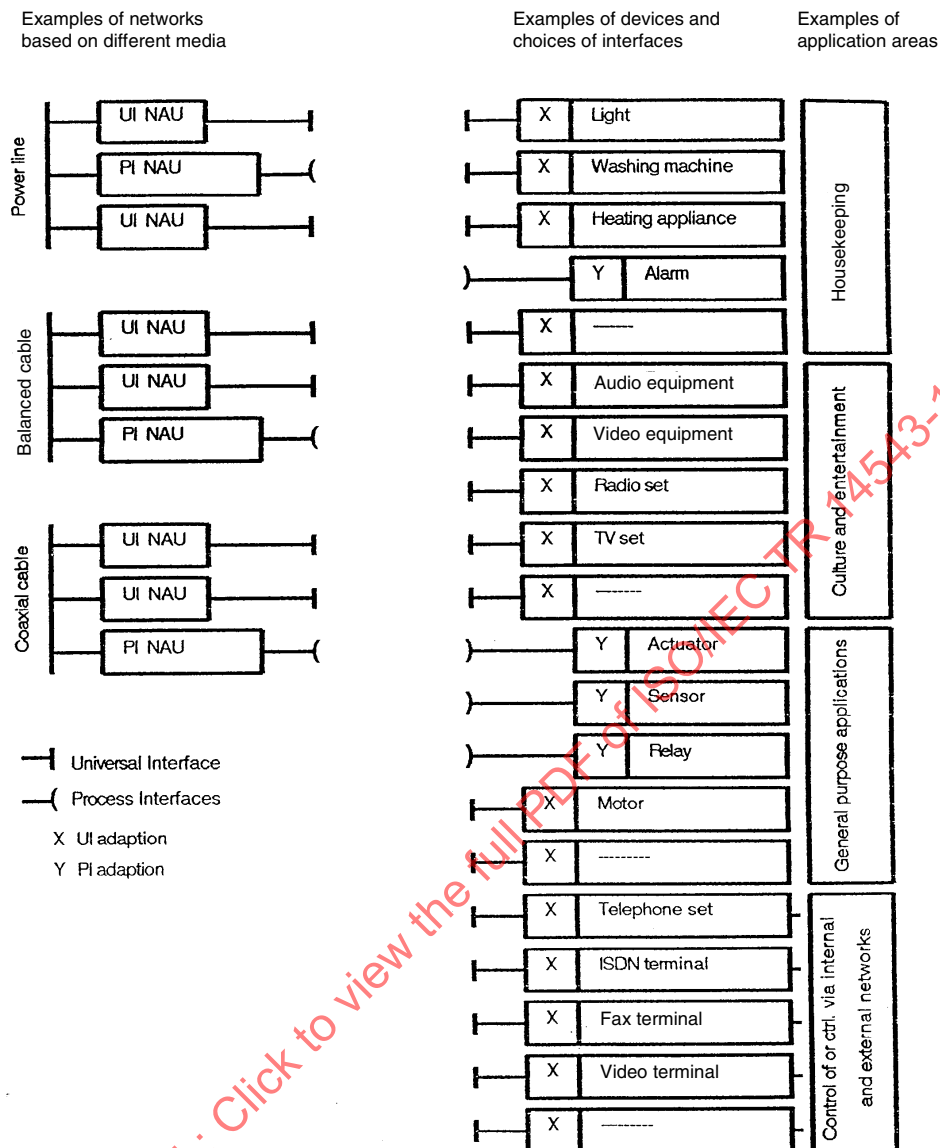 Examples of networks
based on different media
Examples of devices and
choices of interfaces
Examples of
application areas
Power line
UI NAU
PI NAU
UI NAU
Balanced cable
UI NAU
UI NAU
PI NAU
Coaxial cable
UI NAU
UI NAU
PI NAU
Universal Interface
Process Interfaces
X UI adaption
Y PI adaption
X Light
X Washing machine
X Heating appliance
Y Alarm
X ------
X Audio equipment
X Video equipment
X Radio set
X TV set
X --------
Y Actuator
Y Sensor
Y Relay
X Motor
X ---------
X Telephone set
X ISDN terminal
X Fax terminal
X Video terminal
X ---------
Housekeeping
Culture and entertainment
General purpose applications
Control of or ctrl. via internal
and external networks
Click to view the full PDF of ISO/IEC TR 14543-1